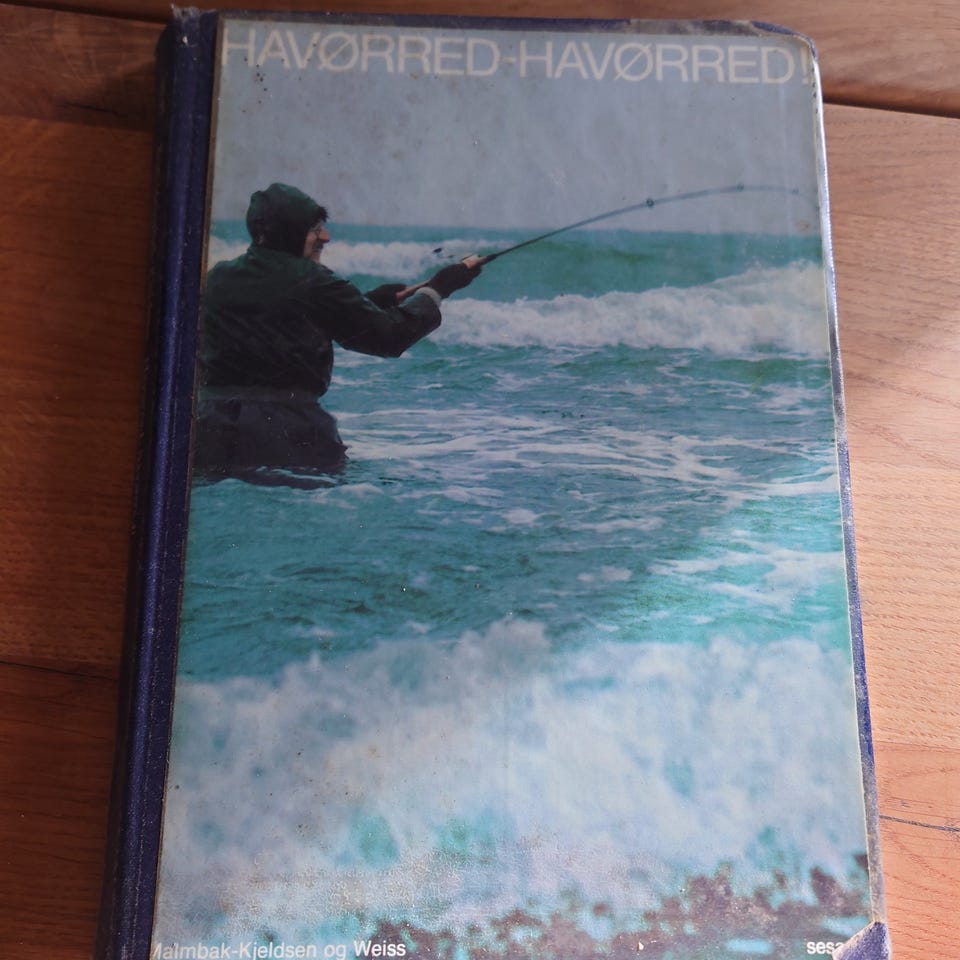 HAVØRRED-HAVØRRED!
Malmbak-Kjeldsen og Weiss